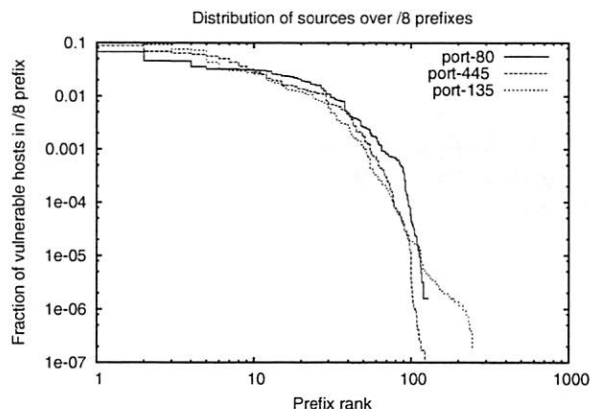 Distribution of sources over /8 prefixes
Fraction of vulnerable hosts in /8 prefix
0.1
0.01
0.001
1e-04
1e-05
1e-06
1e-07
port-80
port-445
port-135
1
10
100
1000
Prefix rank